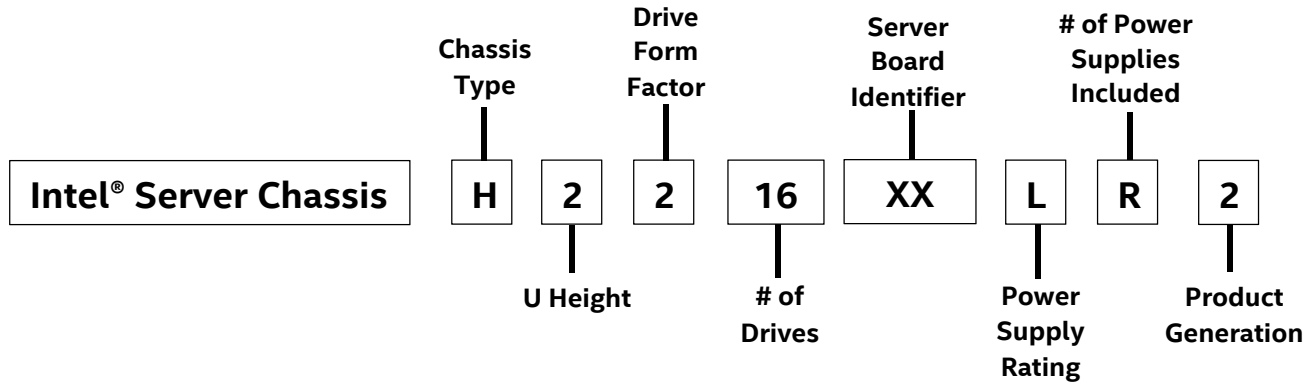 Chassis
Type
Drive
Form
Factor
Server
Board
Identifier
# of Power
Supplies
Included
Intel® Server Chassis H 2 2 16 XX L R 2
U Height
# of
Drives
Power
Supply
Rating
Product
Generation